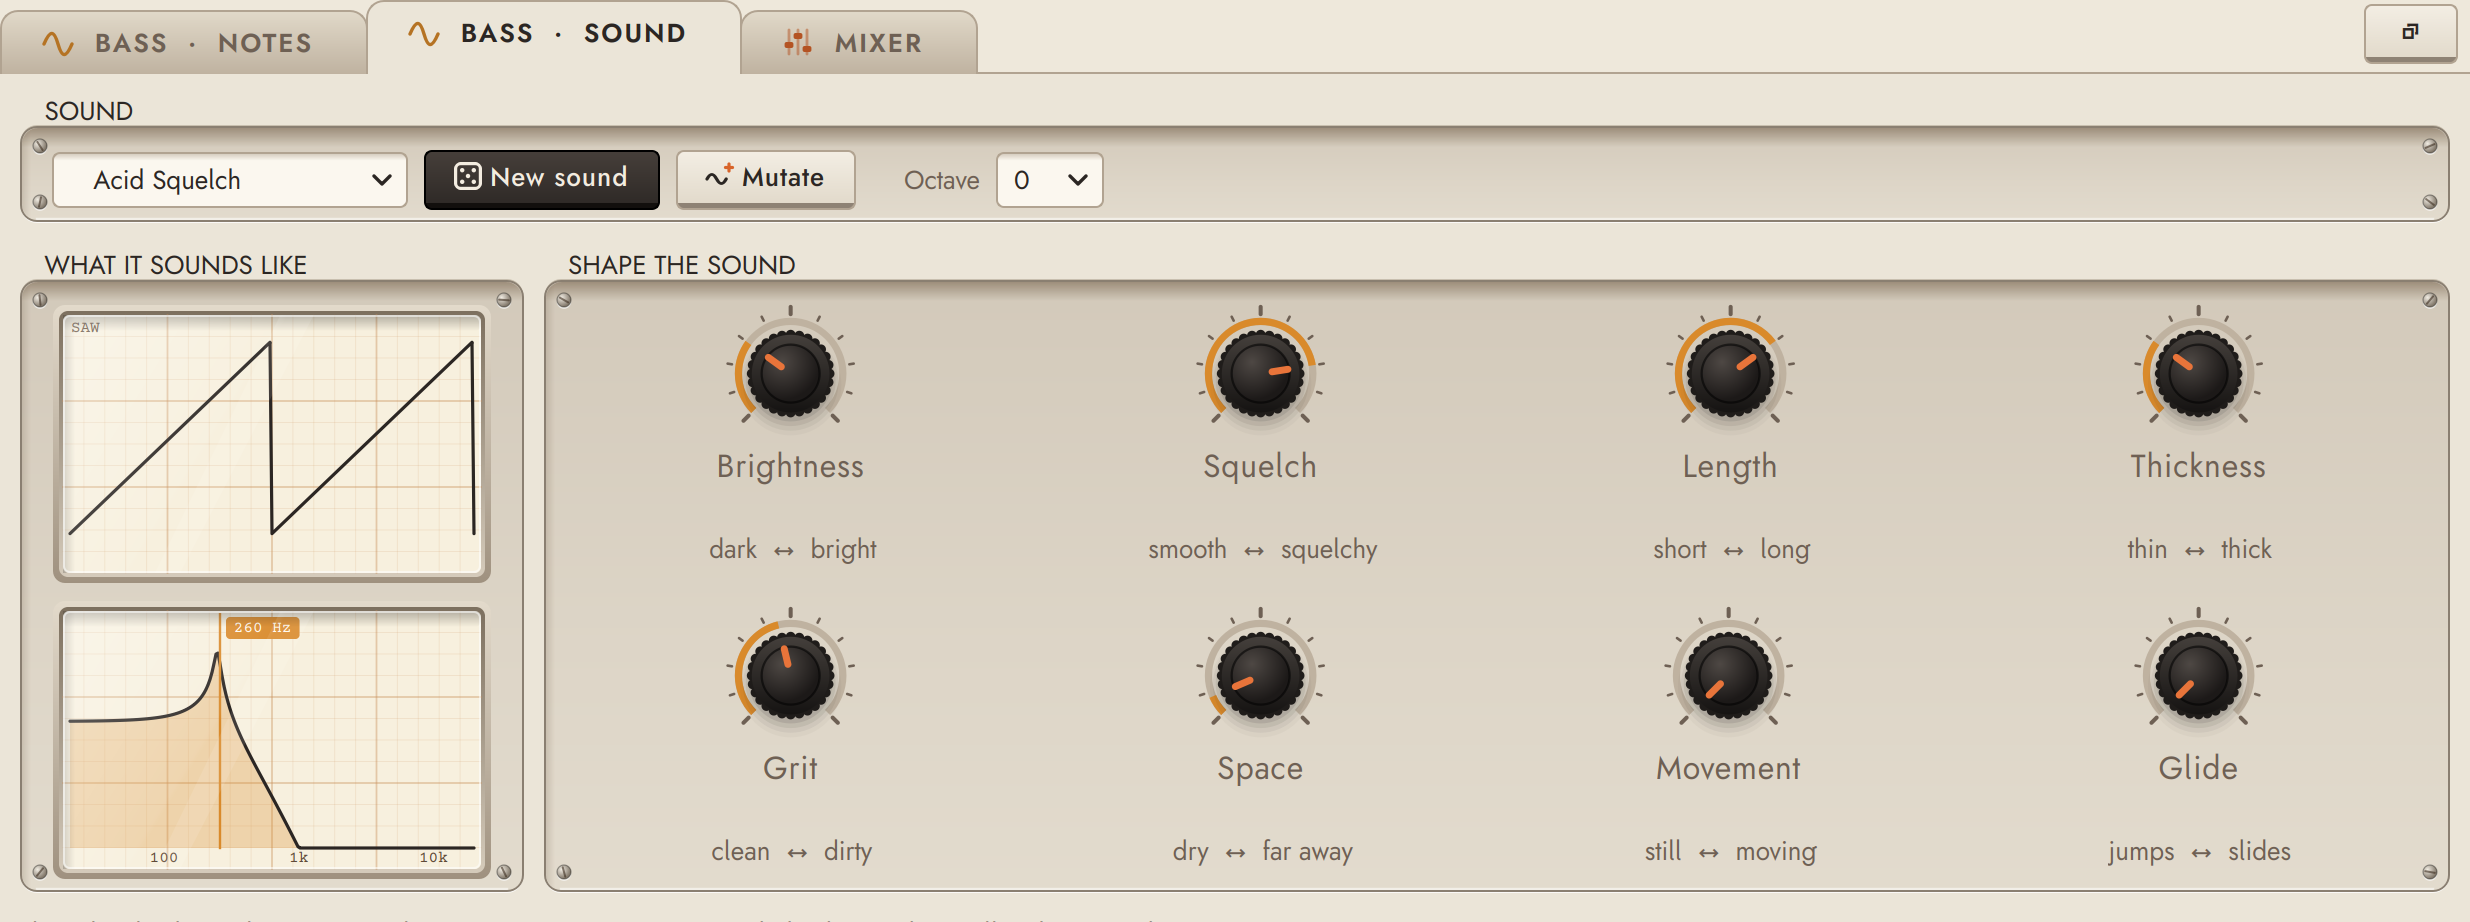 BASS · NOTES
BASS · SOUND
MIXER
SOUND
Acid Squelch
New sound
Mutate
Octave
0
WHAT IT SOUNDS LIKE
SHAPE THE SOUND
SAW
Brightness
Squelch
Length
Thickness
dark ↔ bright
smooth ↔ squelchy
short ↔ long
thin ↔ thick
260 Hz
100
1k
10k
Grit
Space
Movement
Glide
clean ↔ dirty
dry ↔ far away
still ↔ moving
jumps ↔ slides